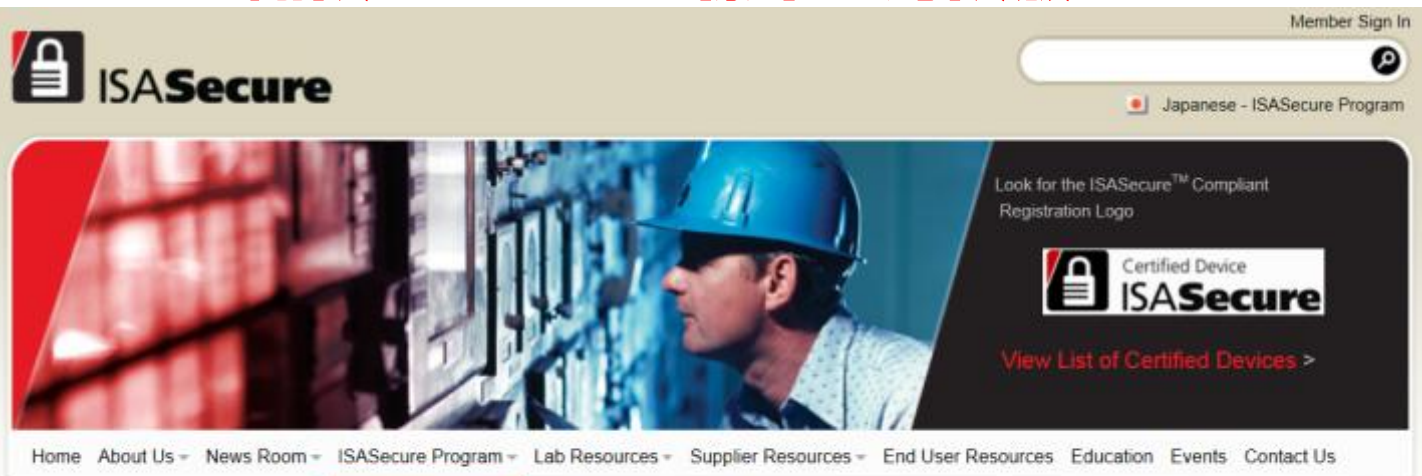 Member Sign In
ISASecure
Japanese - ISASecure Program
Look for the ISASecure™ Compliant
Registration Logo
Certified Device
ISASecure
View List of Certified Devices >
Home About Us News Room ISASecure Program Lab Resources Supplier Resources End User Resources Education Events Contact Us